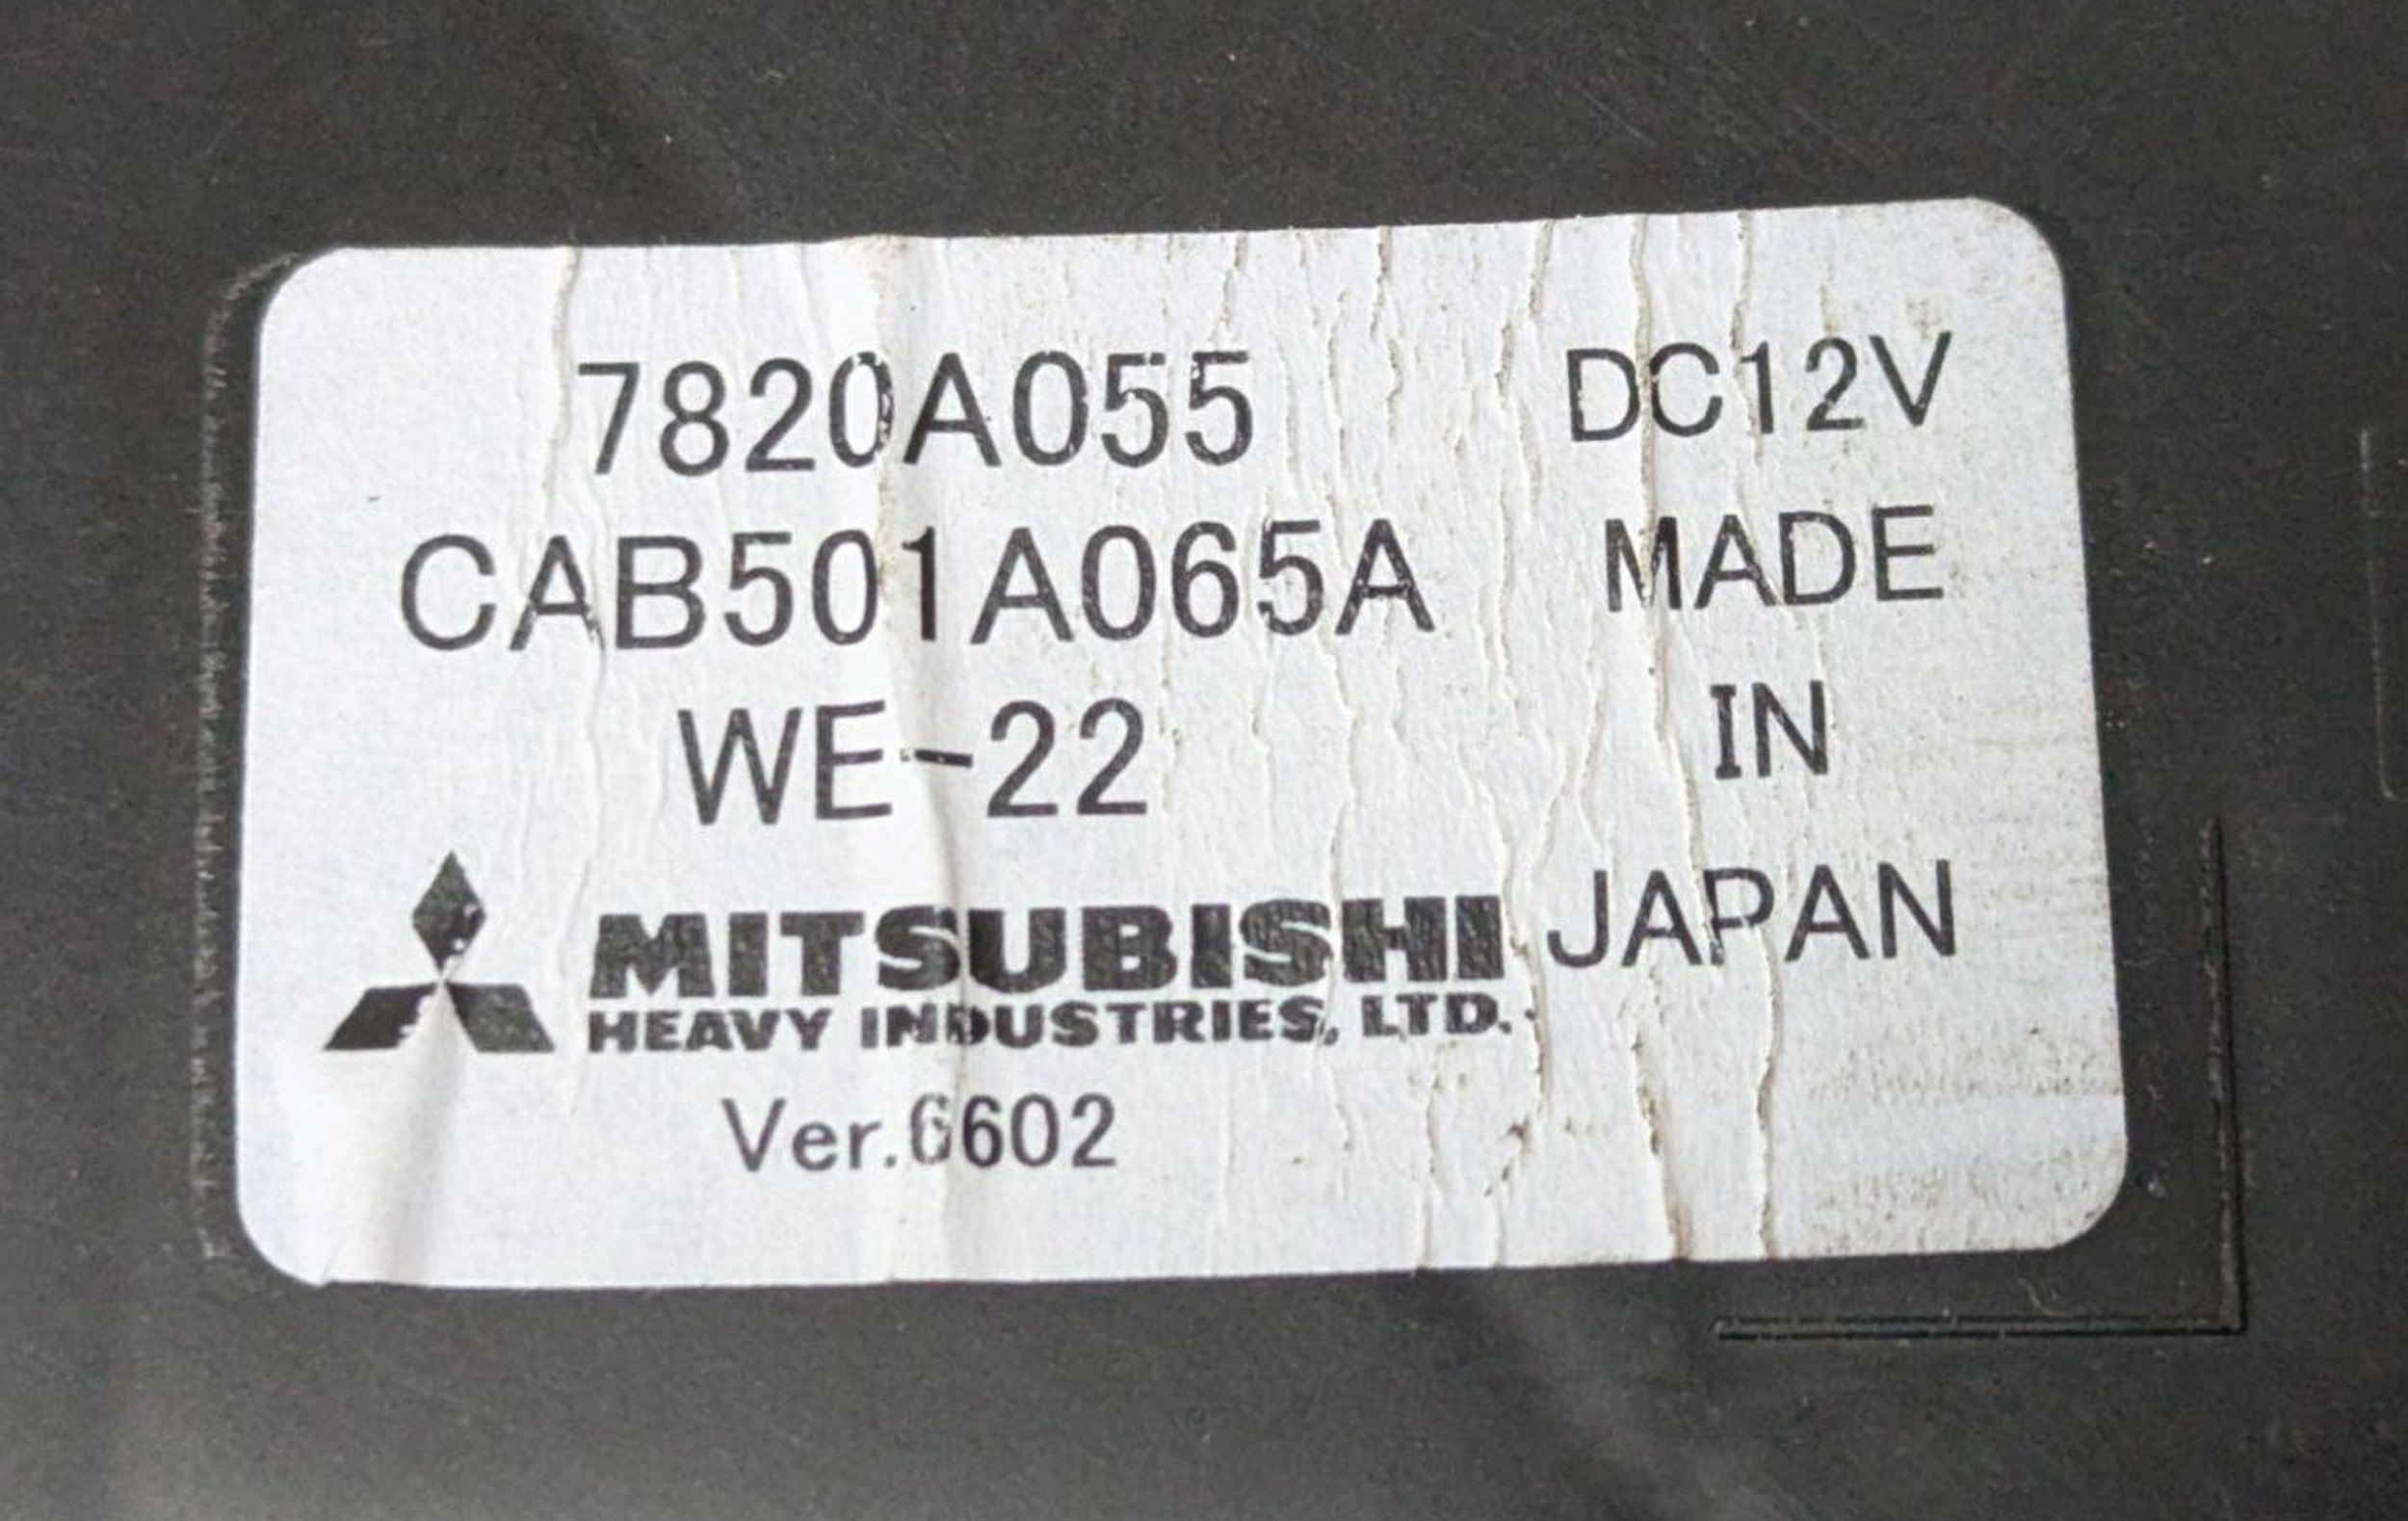 7820A055 DC12V
CAB501A065A MADE
WE-22 IN
MITSUBISHI JAPAN
HEAVY INDUSTRIES, LTD.
Ver.6602